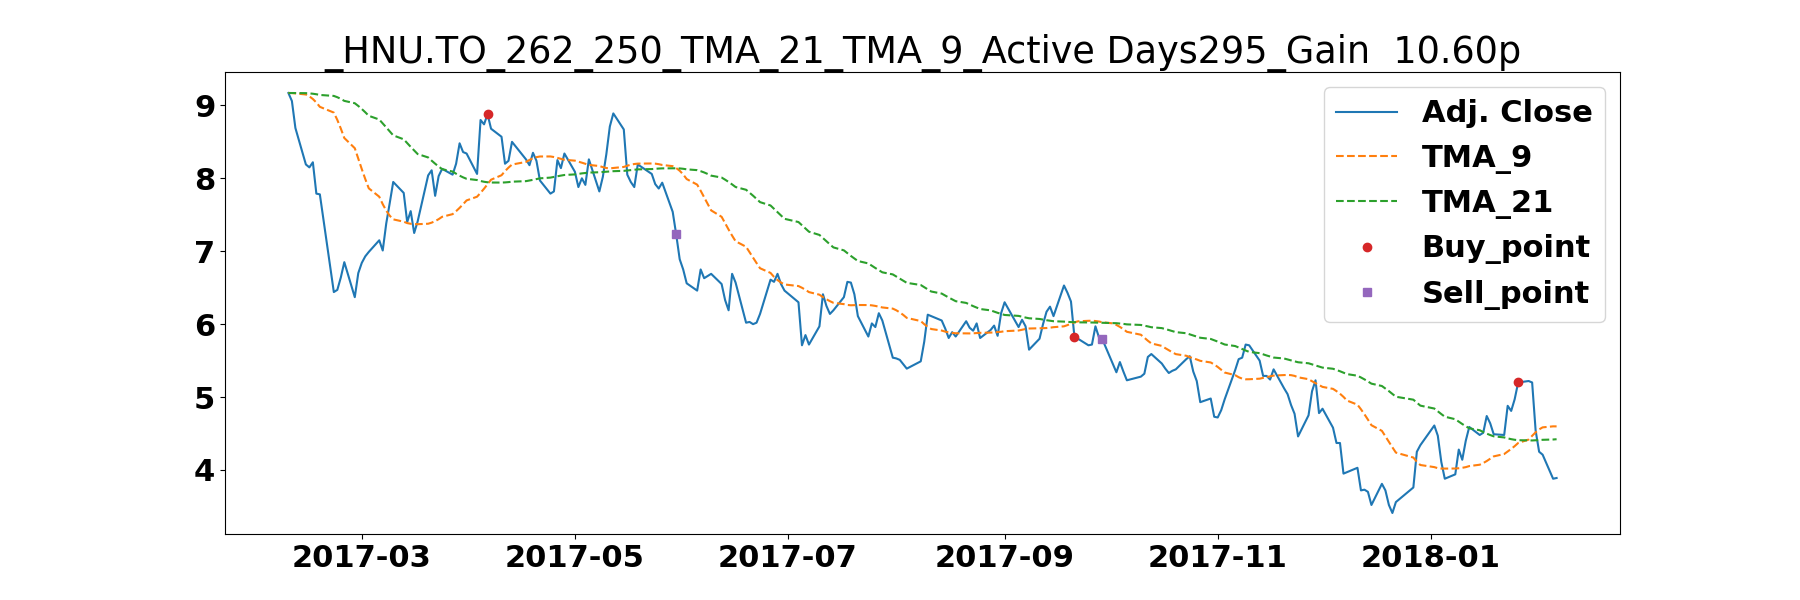 _HNU.TO_262_250_TMA_21_TMA_9_Active Days295_Gain  10.60p
9
8
7
6
5
4
Adj. Close
TMA_9
TMA_21
Buy_point
Sell_point
2017-03 2017-05 2017-07 2017-09 2017-11 2018-01